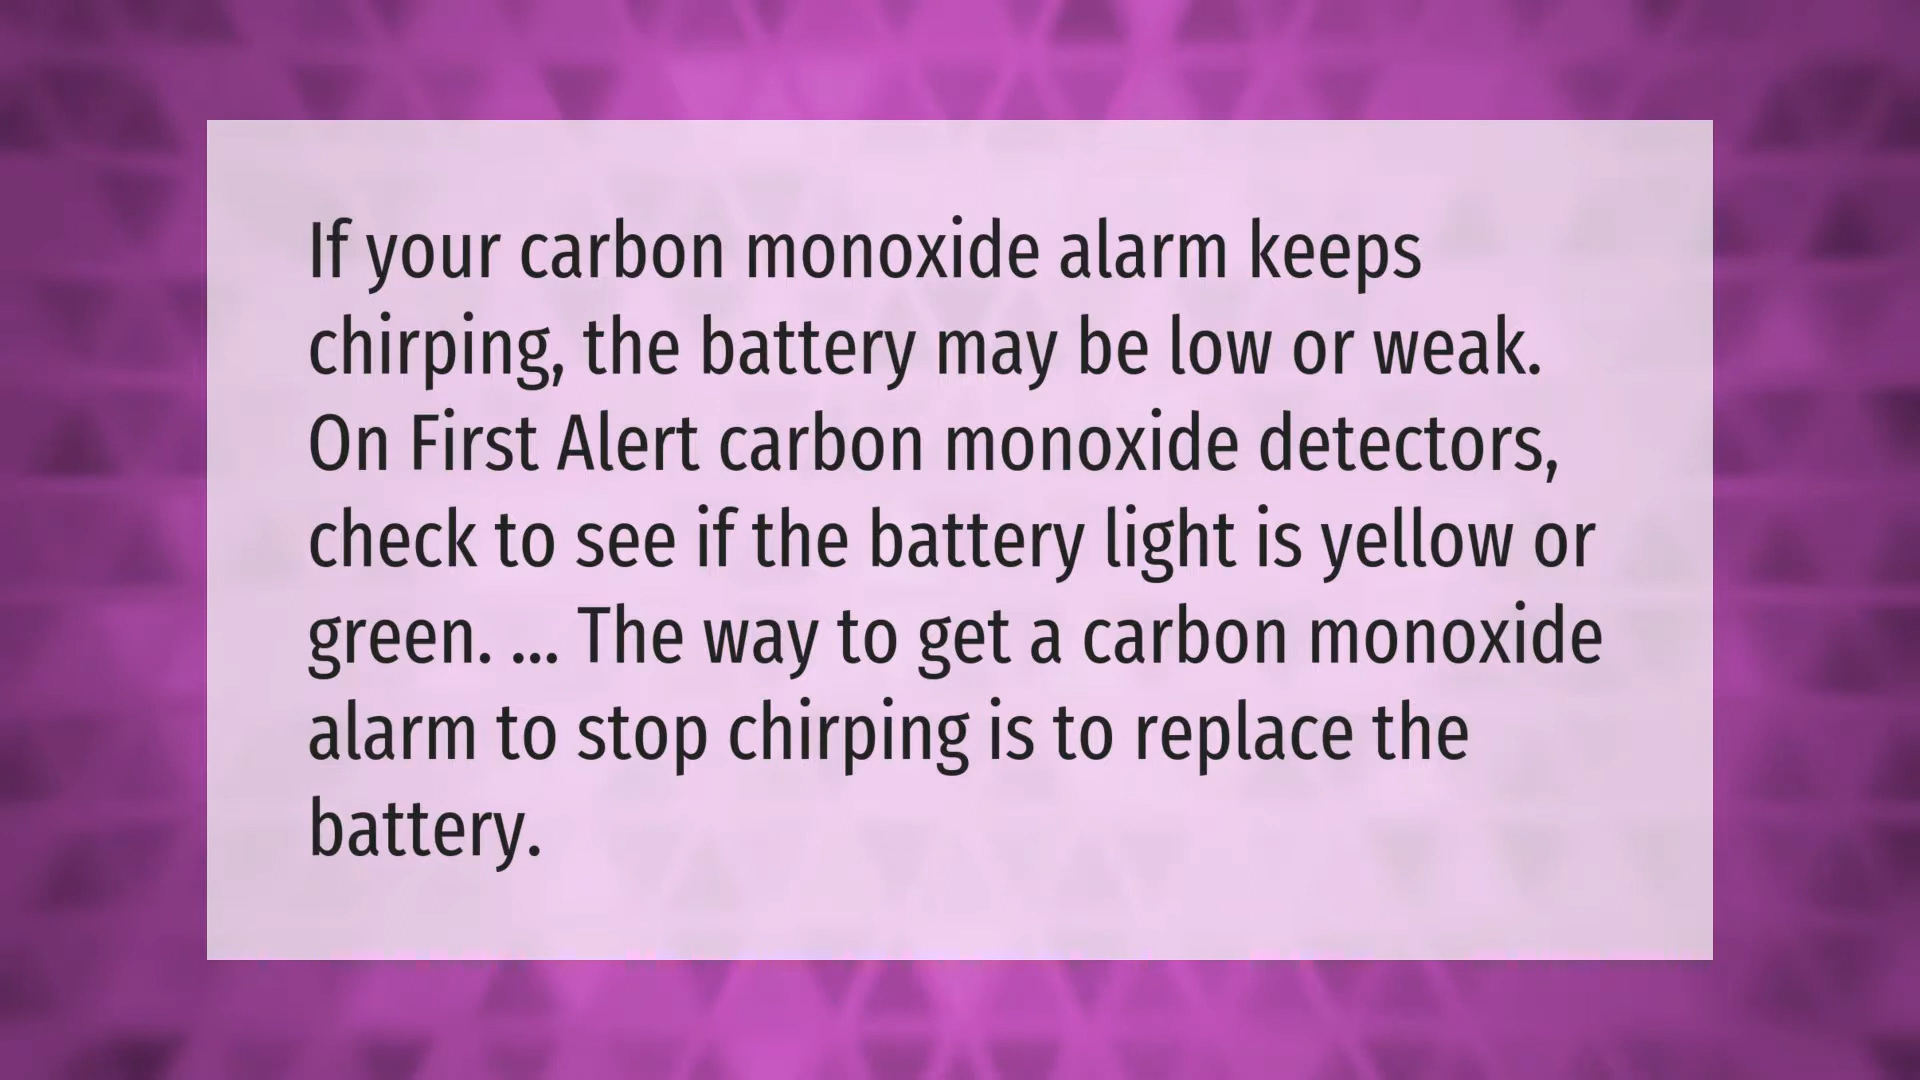 If your carbon monoxide alarm keeps
chirping, the battery may be low or weak.
On First Alert carbon monoxide detectors,
check to see if the battery light is yellow or
green. ... The way to get a carbon monoxide
alarm to stop chirping is to replace the
battery.